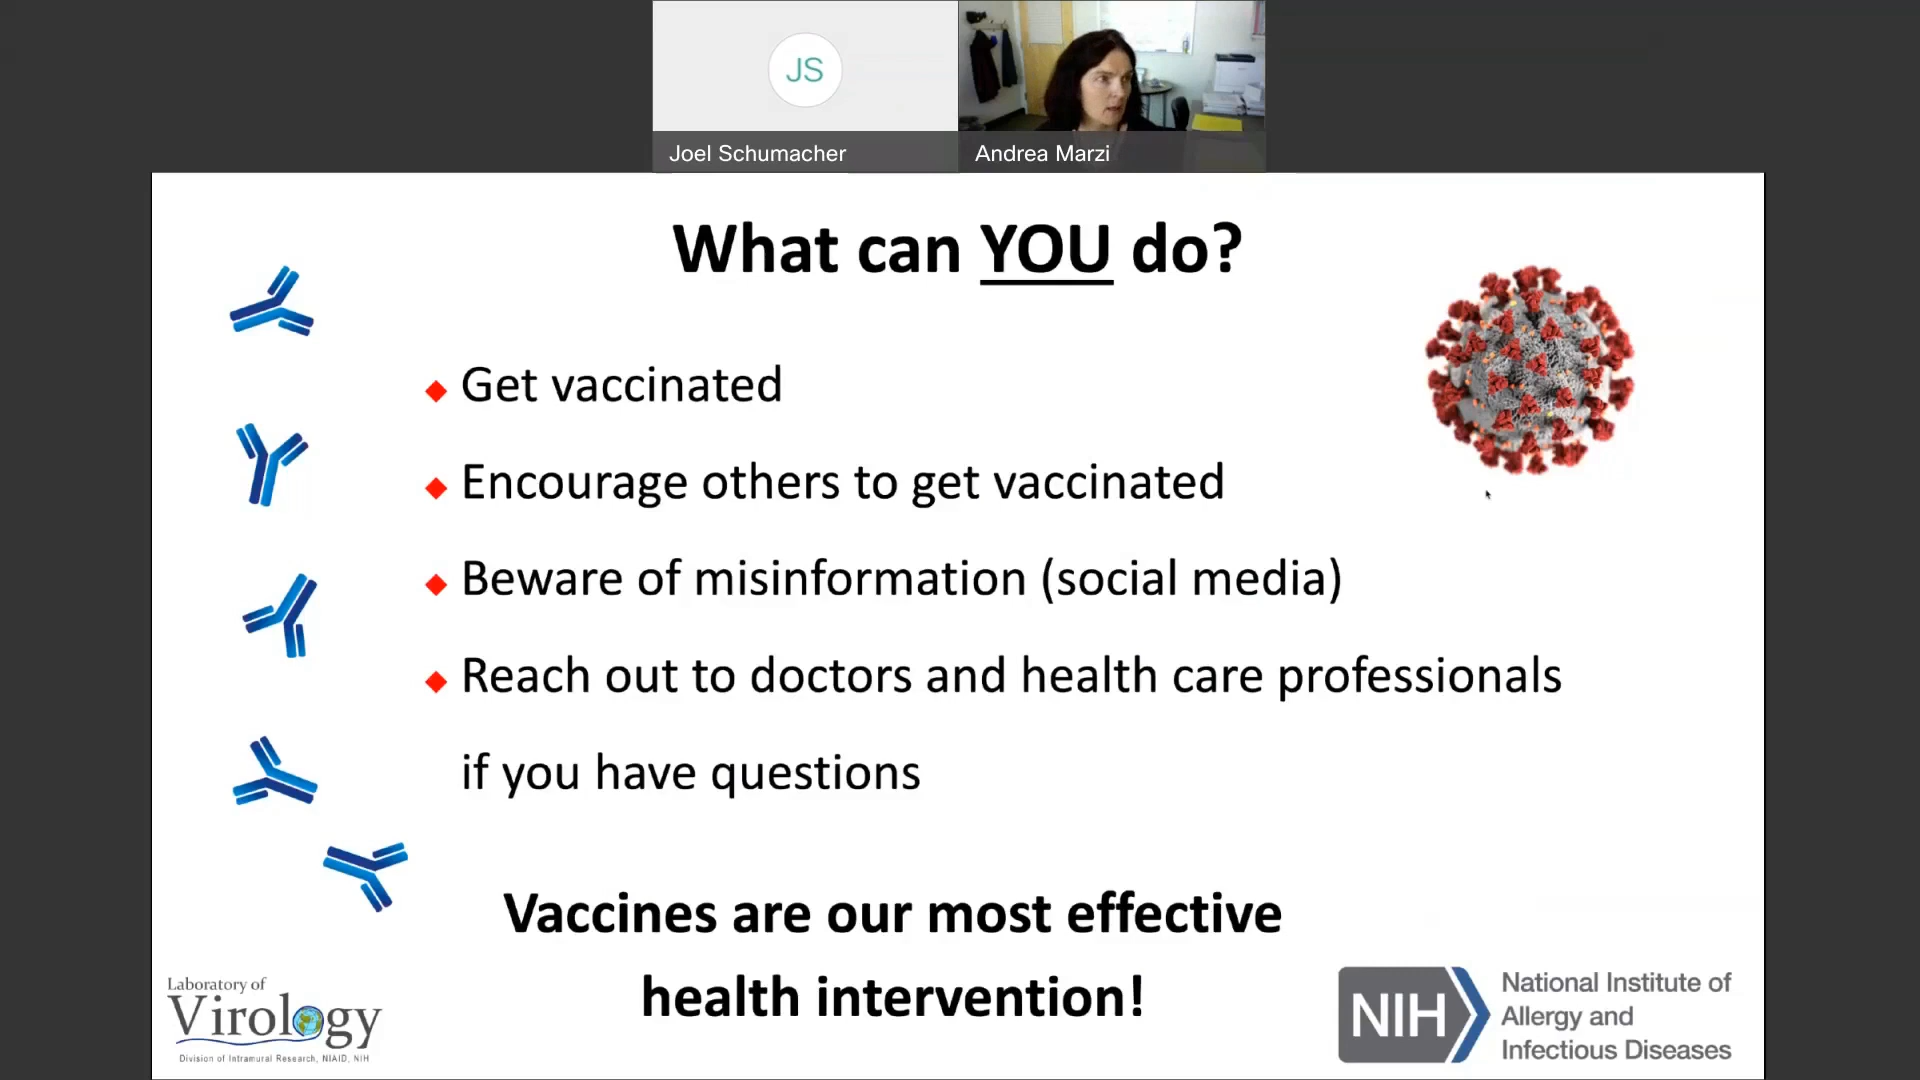 JS
Joel Schumacher
Andrea Marzi
What can YOU do?
Get vaccinated
Encourage others to get vaccinated
Beware of misinformation (social media)
Reach out to doctors and health care professionals
if you have questions
Vaccines are our most effective
health intervention!
Laboratory of
Virology
Division of Intramural Research, NIAID, NIH
NIH
National Institute of
Allergy and
Infectious Diseases